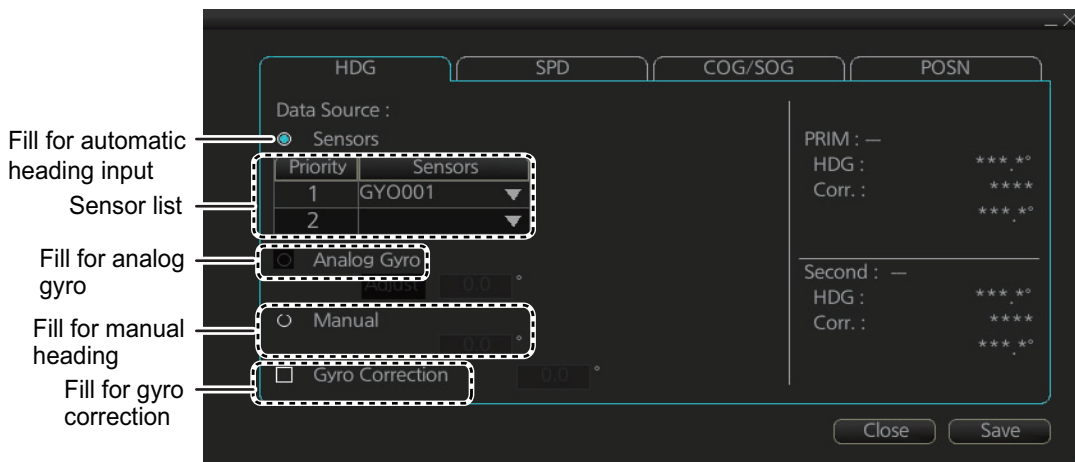 HDG SPD COG/SOG POSN
Data Source :
Fill for automatic
heading input
Sensors
Sensor list
Priority Sensors
1 GYO001
2
Fill for analog
gyro
Analog Gyro
Adjust 0.0 °
Fill for manual
heading
Manual
0.0 °
Fill for gyro
correction
Gyro Correction 0.0 °
PRIM : —
HDG : ***.*°
Corr. : ****
***.*°
Second : —
HDG : ***.*°
Corr. : ****
***.*°
Close Save